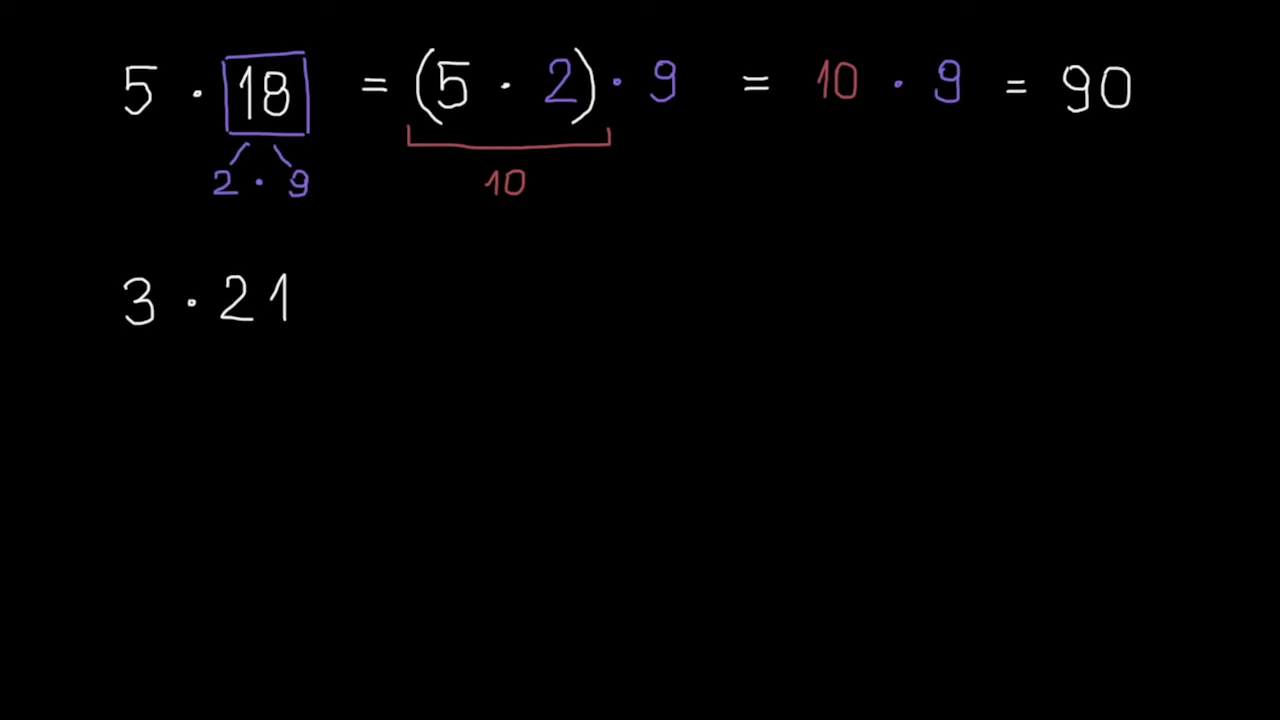 5 · 18 = (5 · 2) · 9 = 10 · 9 = 90
2 · 9
10
3 · 21